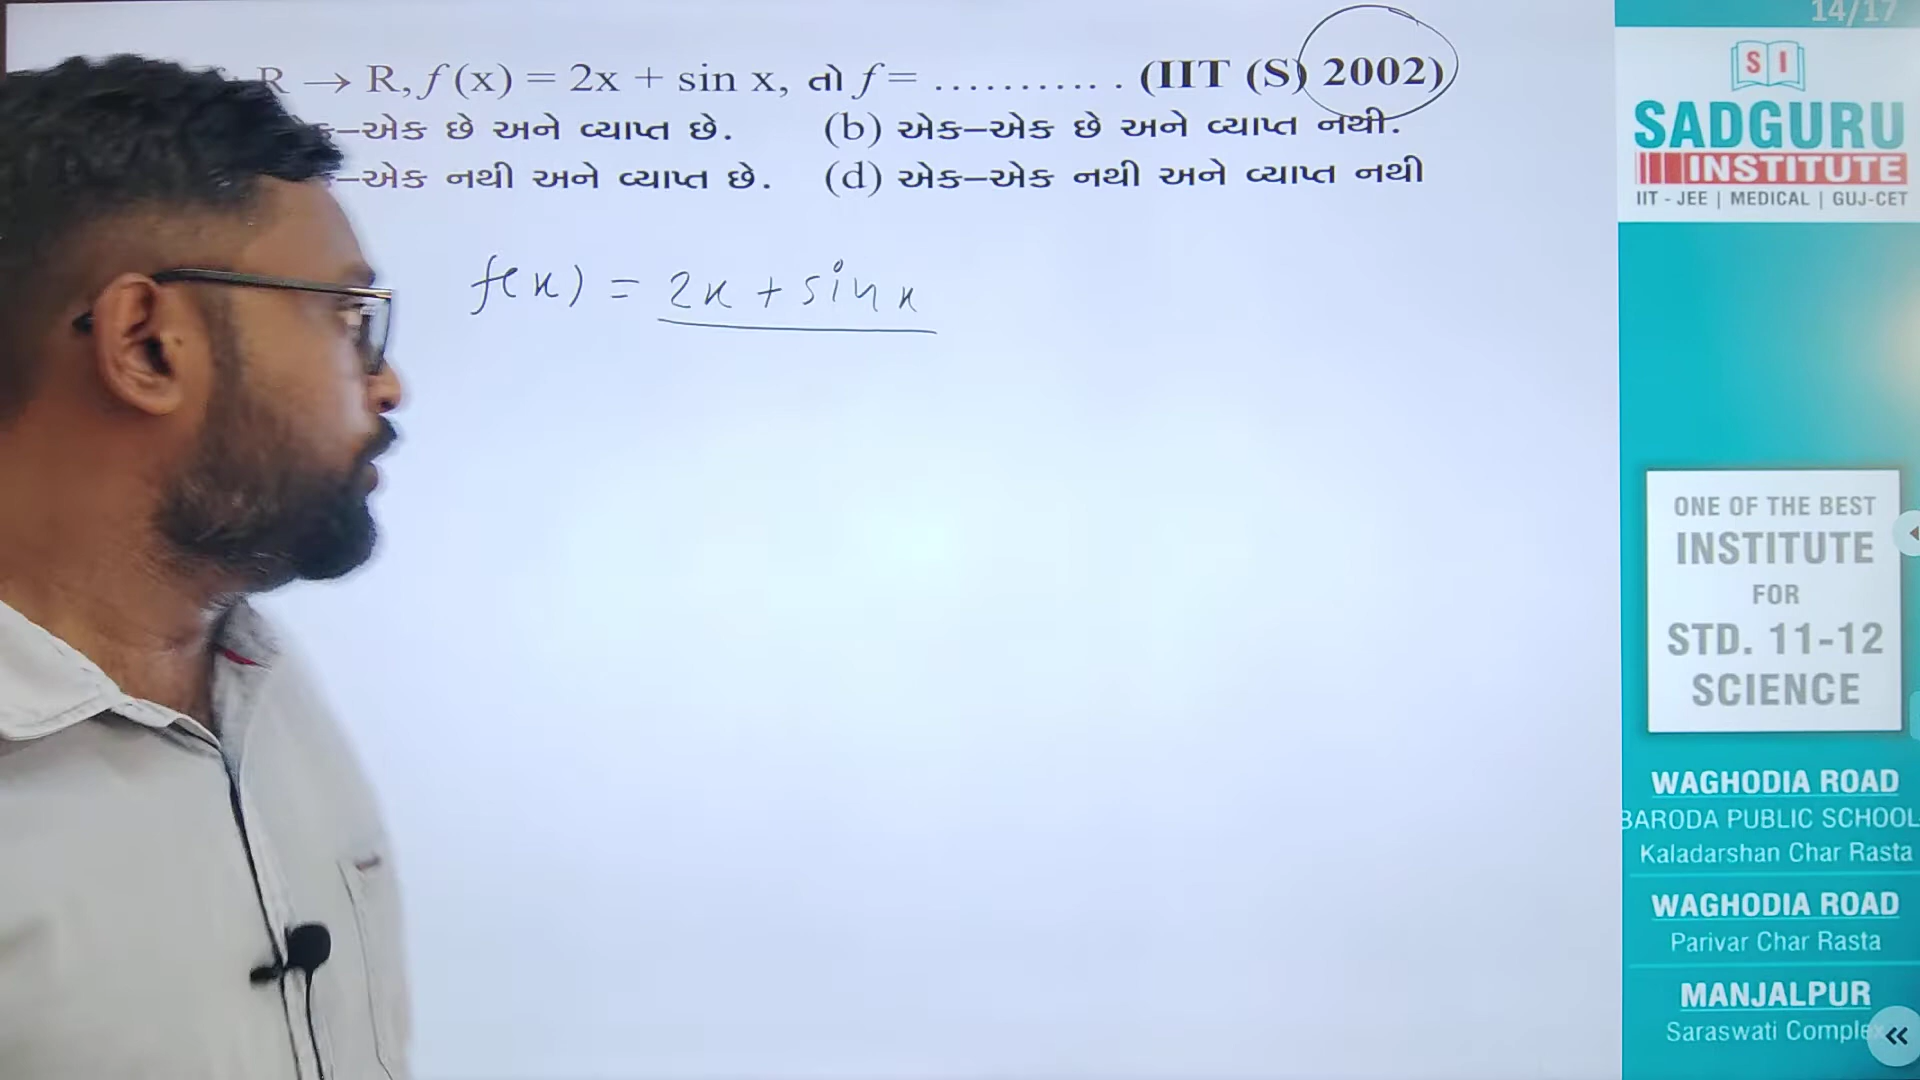 R → R, f (x) = 2x + sin x, તો f = ........... (IIT (S) 2002)
–એક છે અને વ્યાપ્ત છે. (b) એક–એક છે અને વ્યાપ્ત નથી.
–એક નથી અને વ્યાપ્ત છે. (d) એક–એક નથી અને વ્યાપ્ત નથી
f(x) = 2x + sin x
14/17
S I
SADGURU
INSTITUTE
IIT - JEE | MEDICAL | GUJ-CET
ONE OF THE BEST
INSTITUTE
FOR
STD. 11-12
SCIENCE
WAGHODIA ROAD
BARODA PUBLIC SCHOOL
Kaladarshan Char Rasta
WAGHODIA ROAD
Parivar Char Rasta
MANJALPUR
Saraswati Comple